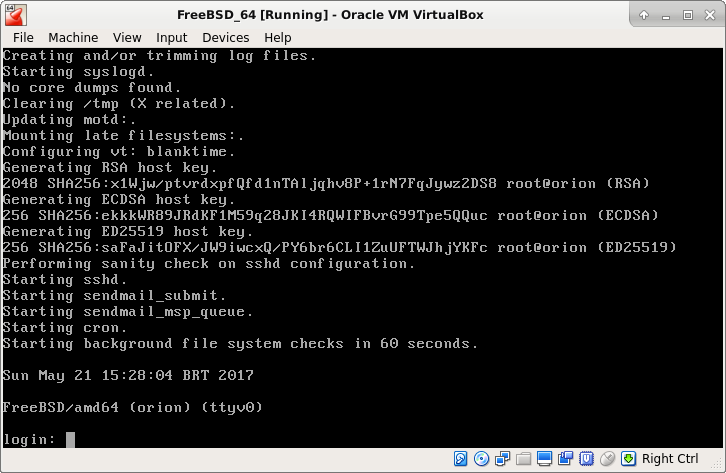 FreeBSD_64 [Running] - Oracle VM VirtualBox
File Machine View Input Devices Help
Creating and/or trimming log files.
Starting syslogd.
No core dumps found.
Clearing /tmp (X related).
Updating motd:.
Mounting late filesystems:.
Configuring vt: blanktime.
Generating RSA host key.
2048 SHA256:x1Wjw/ptvrdxpfQfd1nTAljqhv8P+1rN7FqJywz2DS8 root@orion (RSA)
Generating ECDSA host key.
256 SHA256:ekkkWR89JRdKF1M59q28JKI4RQWIFBvrG99Tpe5QQuc root@orion (ECDSA)
Generating ED25519 host key.
256 SHA256:saFaJitOFX/JW9iwcxQ/PY6br6CLI1ZuUFTWJhjYKFc root@orion (ED25519)
Performing sanity check on sshd configuration.
Starting sshd.
Starting sendmail_submit.
Starting sendmail_msp_queue.
Starting cron.
Starting background file system checks in 60 seconds.
Sun May 21 15:28:04 BRT 2017
FreeBSD/amd64 (orion) (ttyv0)
login:
Right Ctrl